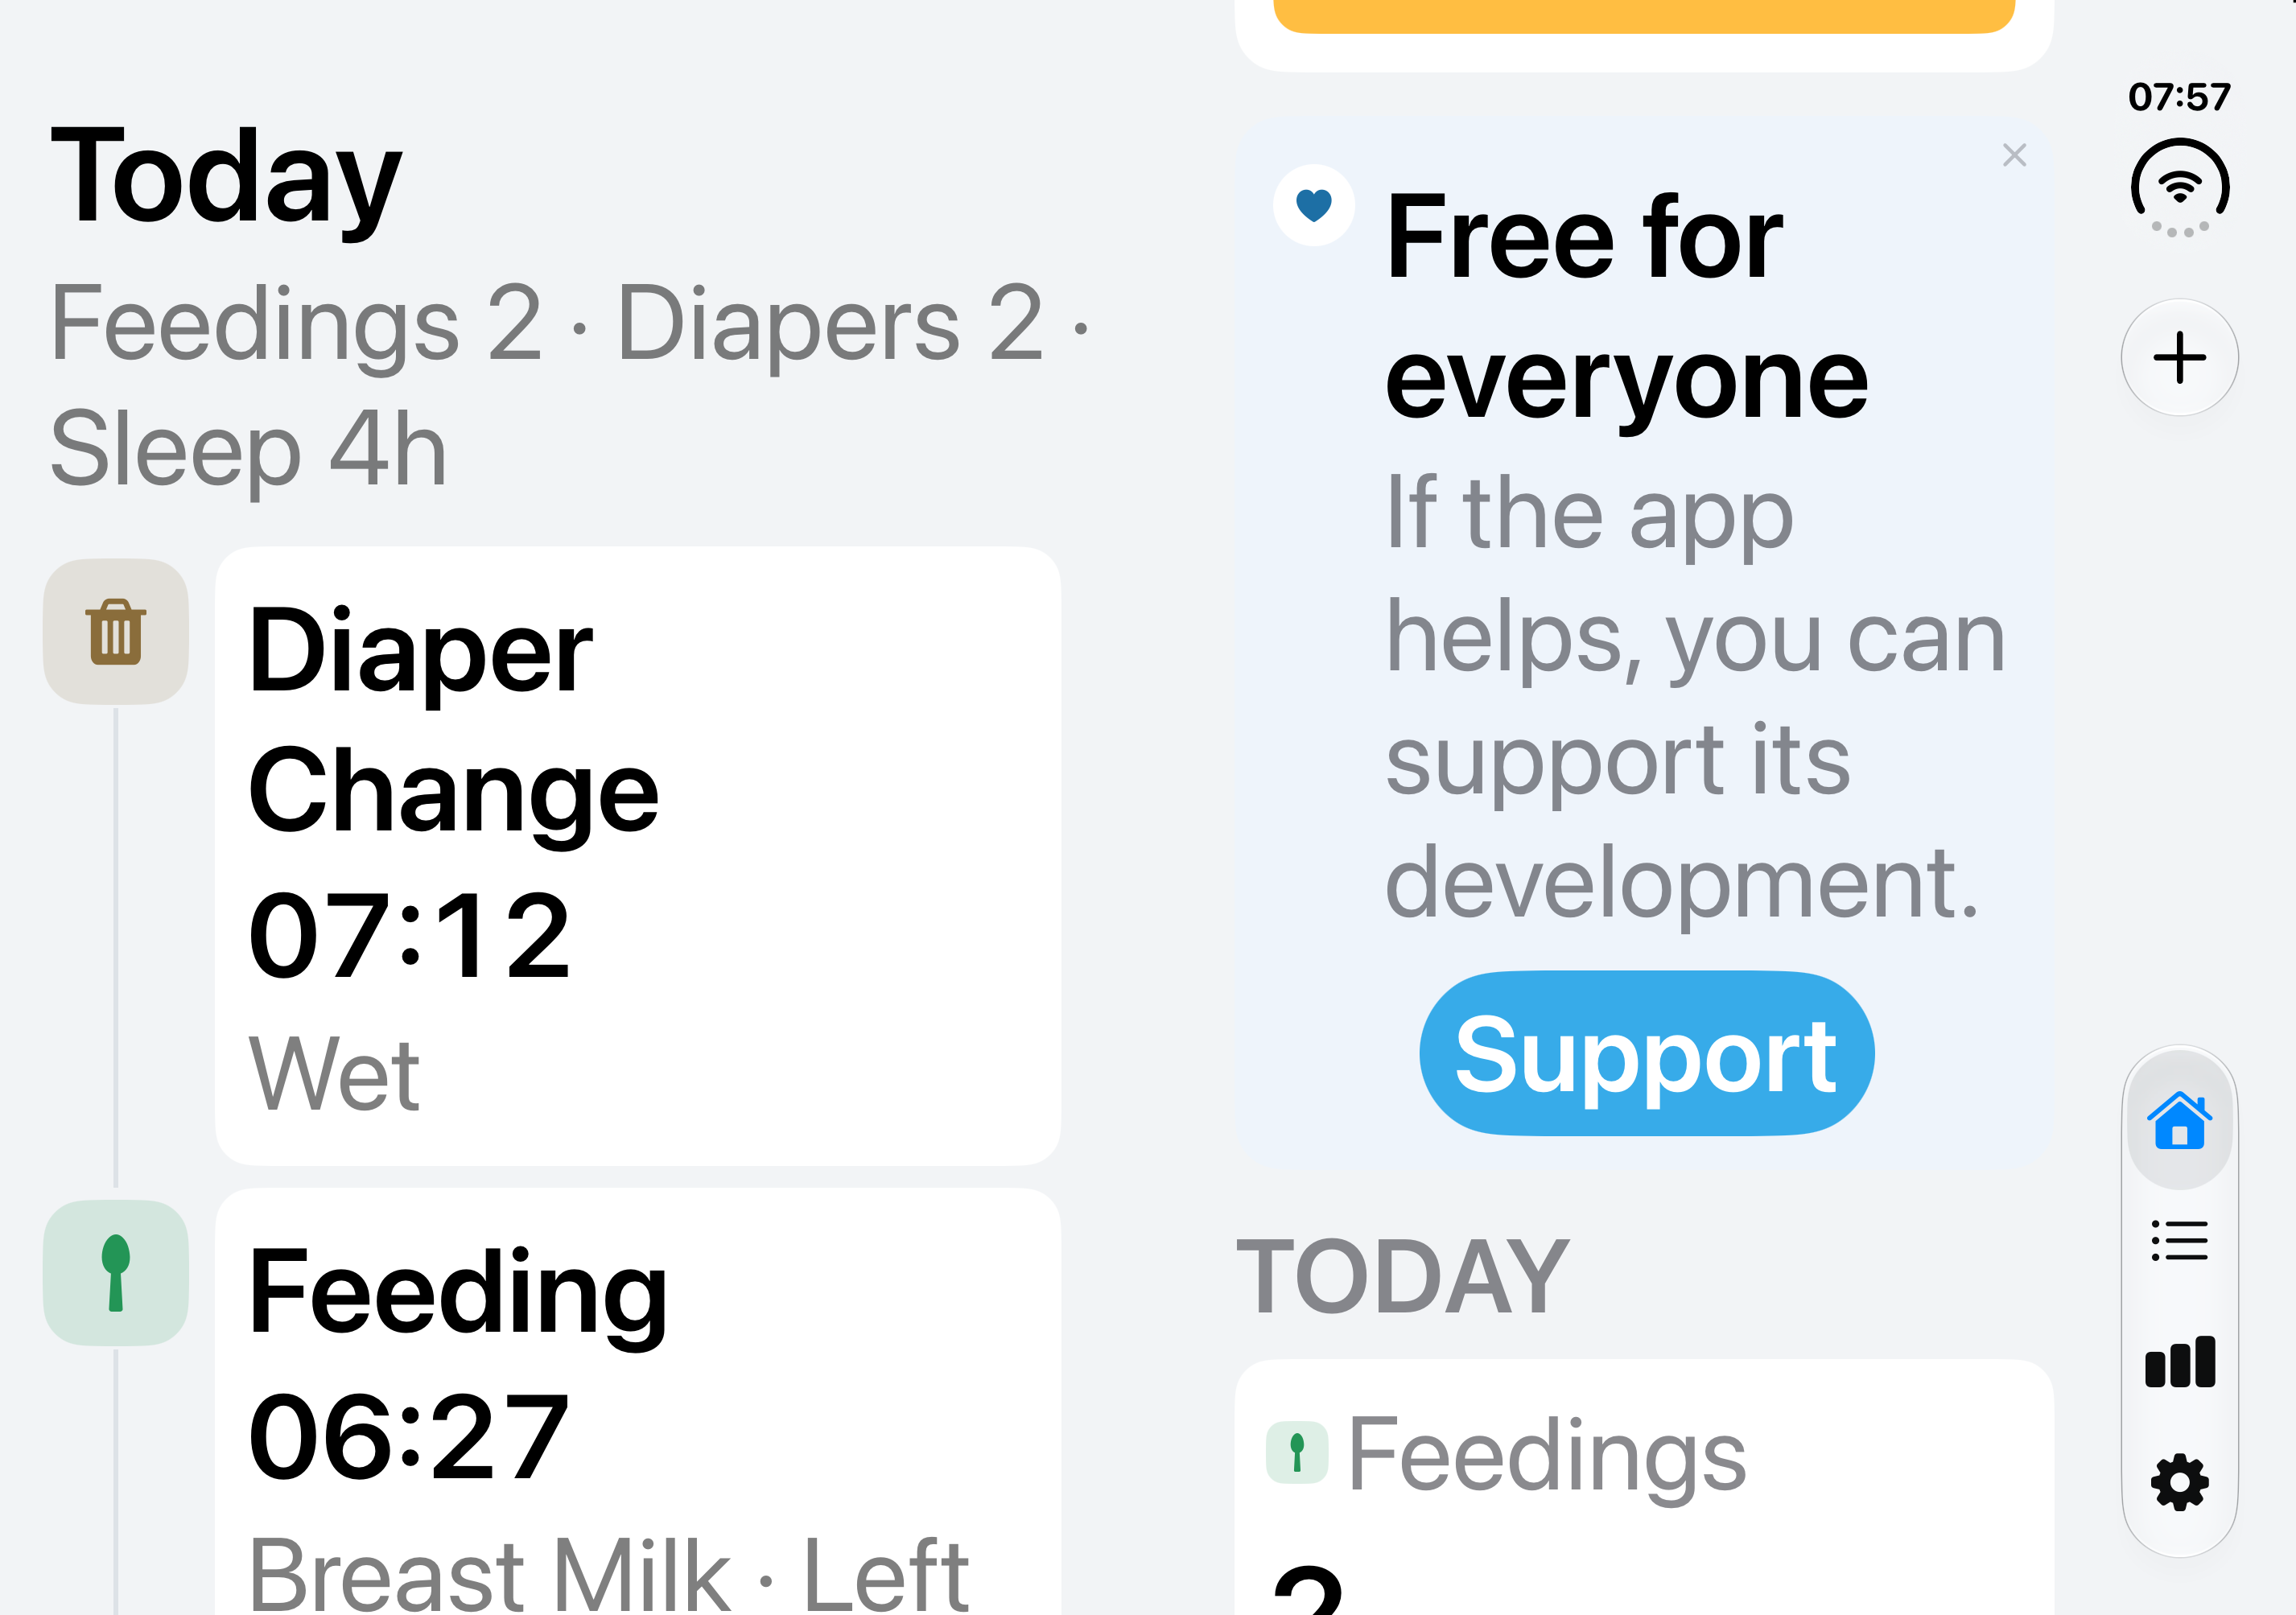 Today
Feedings 2 · Diapers 2 ·
Sleep 4h
Diaper
Change
07:12
Wet
Feeding
06:27
Breast Milk · Left
Free for
everyone
If the app
helps, you can
support its
development.
Support
TODAY
Feedings
2
07:57